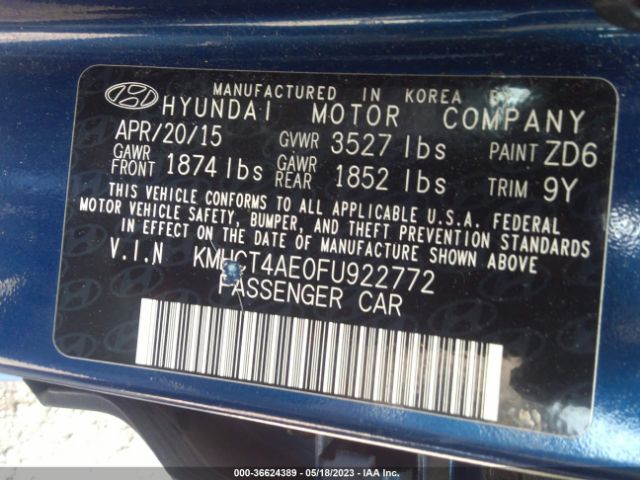 MANUFACTURED IN KOREA BY
HYUNDAI MOTOR COMPANY
APR/20/15 GVWR 3527 lbs PAINT ZD6
GAWR FRONT 1874 lbs GAWR REAR 1852 lbs TRIM 9Y
THIS VEHICLE CONFORMS TO ALL APPLICABLE U.S.A. FEDERAL
MOTOR VEHICLE SAFETY, BUMPER, AND THEFT PREVENTION STANDARDS
IN EFFECT ON THE DATE OF MANUFACTURE SHOWN ABOVE
V.I.N KMHCT4AE0FU922772
PASSENGER CAR
000-36624389 - 05/18/2023 - IAAI.COM